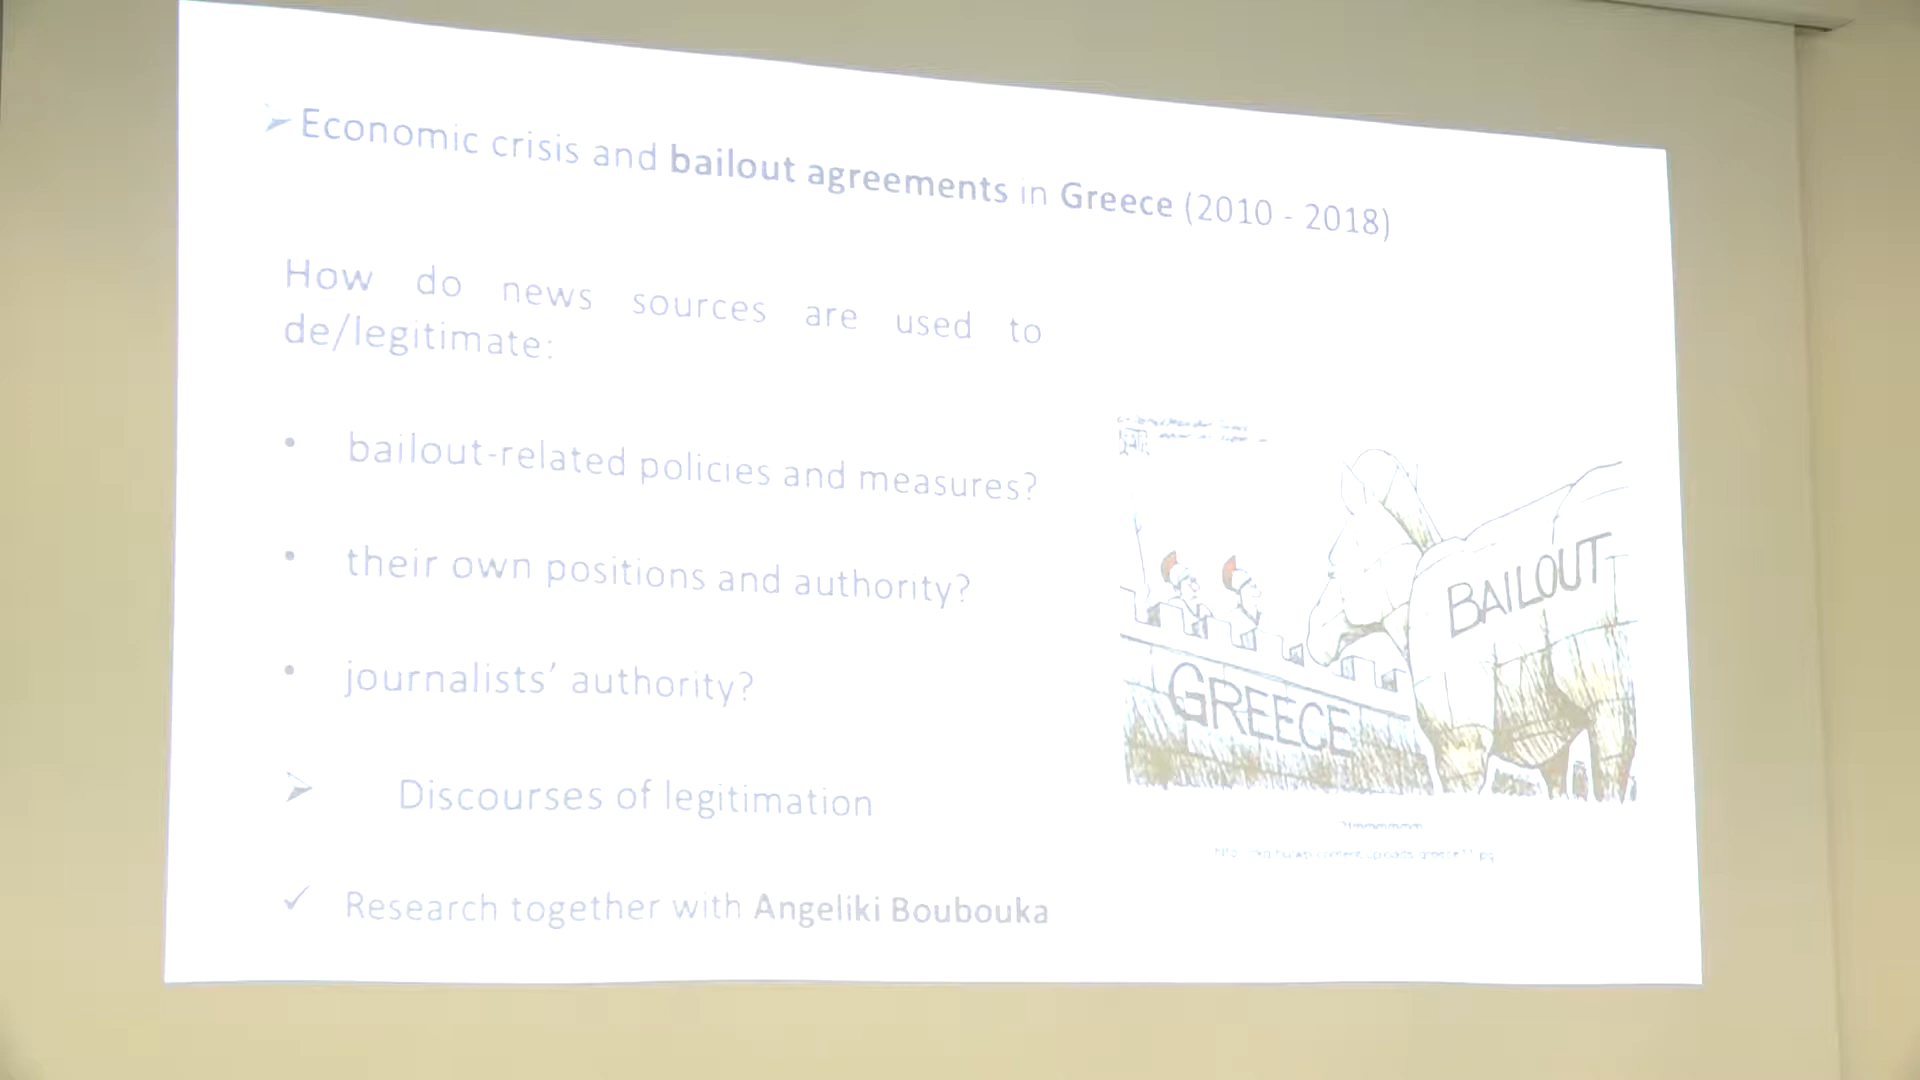 ➢ Economic crisis and bailout agreements in Greece (2010 - 2018)
How do news sources are used to
de/legitimate:
• bailout-related policies and measures?
• their own positions and authority?
• journalists’ authority?
➢ Discourses of legitimation
✓ Research together with Angeliki Boubouka
BAILOUT
GREECE